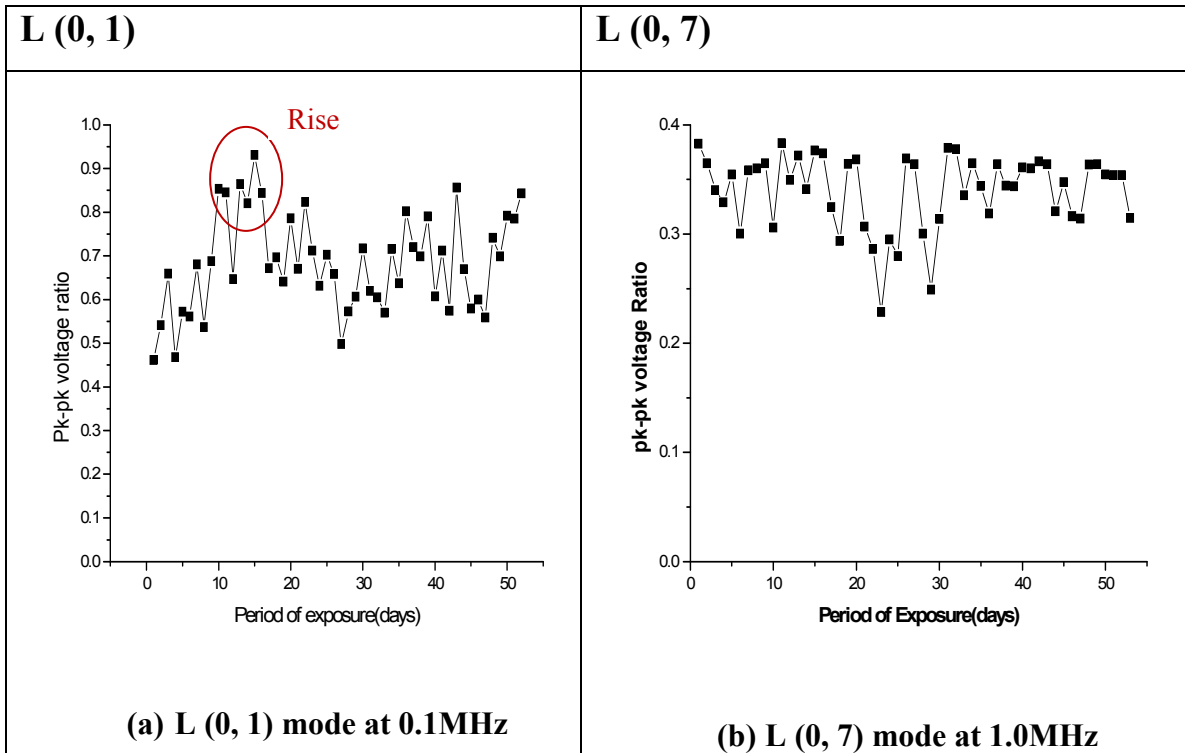 L (0, 1)
L (0, 7)
Rise
1.0
0.9
0.8
0.7
0.6
0.5
0.4
0.3
0.2
0.1
0.0
Pk-pk voltage ratio
0 10 20 30 40 50
Period of exposure(days)
(a) L (0, 1) mode at 0.1MHz
0.4
0.3
0.2
0.1
0.0
pk-pk voltage Ratio
0 10 20 30 40 50
Period of Exposure(days)
(b) L (0, 7) mode at 1.0MHz